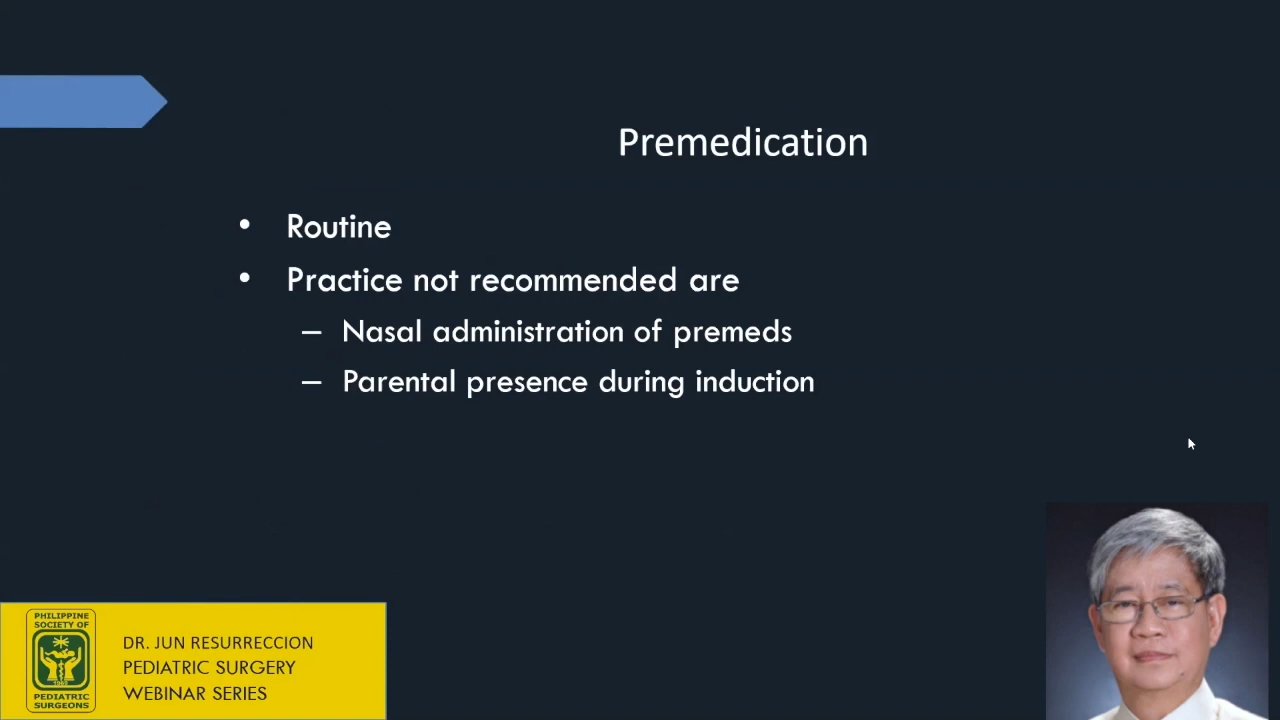 Premedication
• Routine
• Practice not recommended are
– Nasal administration of premeds
– Parental presence during induction
PHILIPPINE
SOCIETY OF
1965
PEDIATRIC
SURGEONS
DR. JUN RESURRECCION
PEDIATRIC SURGERY
WEBINAR SERIES